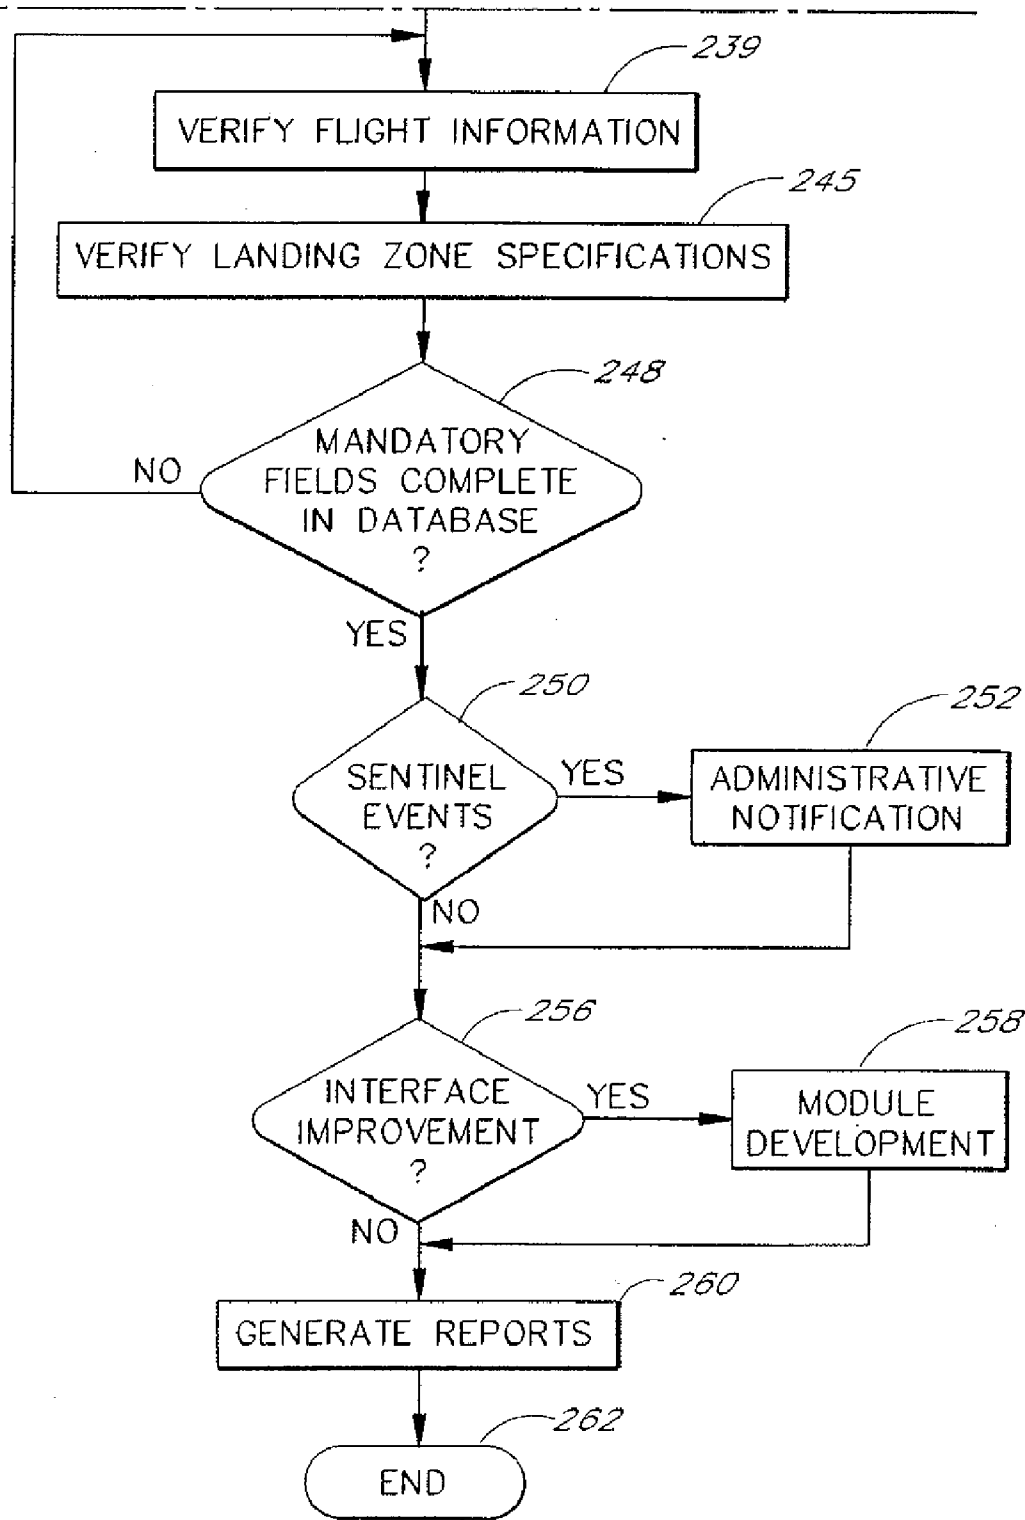 239
VERIFY FLIGHT INFORMATION
245
VERIFY LANDING ZONE SPECIFICATIONS
248
MANDATORY
FIELDS COMPLETE
IN DATABASE
?
NO
YES
250
SENTINEL
EVENTS
?
YES
252
ADMINISTRATIVE
NOTIFICATION
NO
256
INTERFACE
IMPROVEMENT
?
YES
258
MODULE
DEVELOPMENT
NO
260
GENERATE REPORTS
262
END